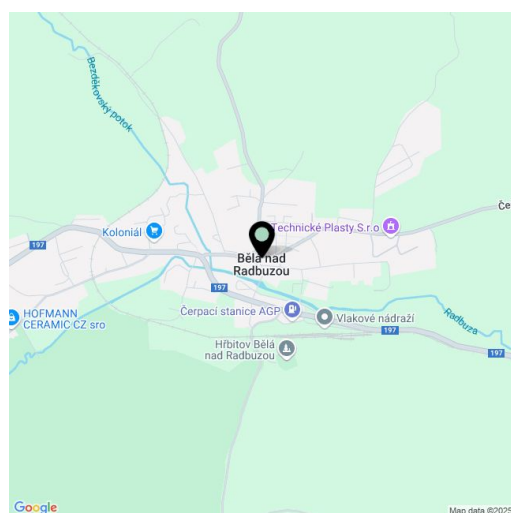 Bezděkovský potok
Koloniál
Technické Plasty S.r.o
Če
197
Bělá nad
Radbuzou
197
Čerpací stanice AGP
Radbuza
HOFMANN
CERAMIC CZ sro
Vlakové nádraží
197
Hřbitov Bělá
nad Radbuzou
197
Google
Map data ©2025